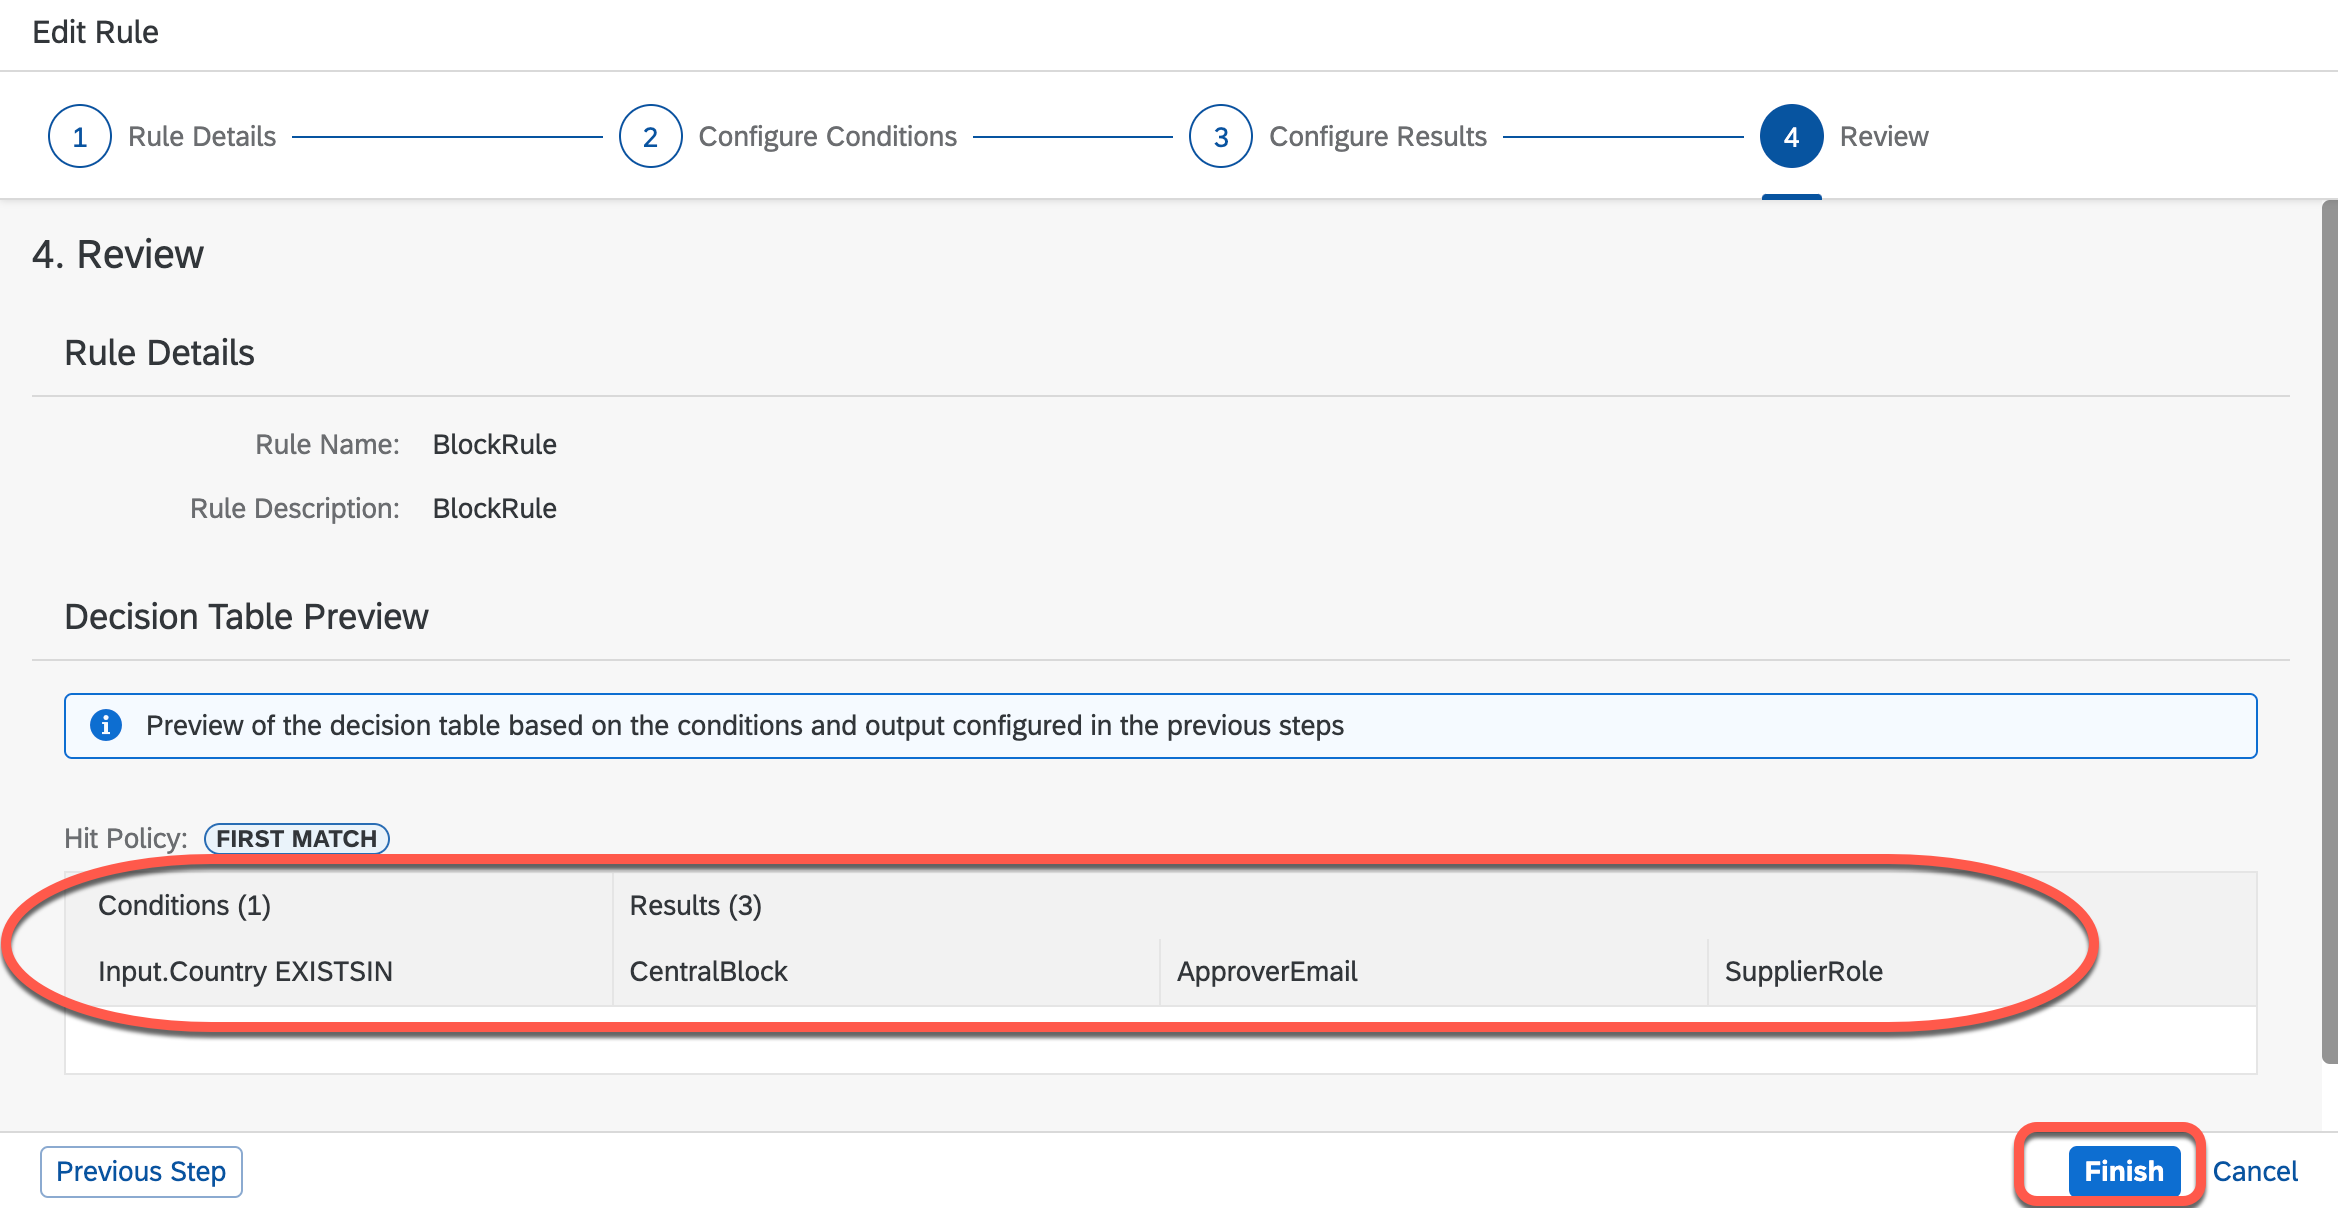 Edit Rule
1 Rule Details 2 Configure Conditions 3 Configure Results 4 Review
4. Review
Rule Details
Rule Name: BlockRule
Rule Description: BlockRule
Decision Table Preview
i Preview of the decision table based on the conditions and output configured in the previous steps
Hit Policy: FIRST MATCH
Conditions (1) Results (3)
Input.Country EXISTSIN CentralBlock ApproverEmail SupplierRole
Previous Step Finish Cancel